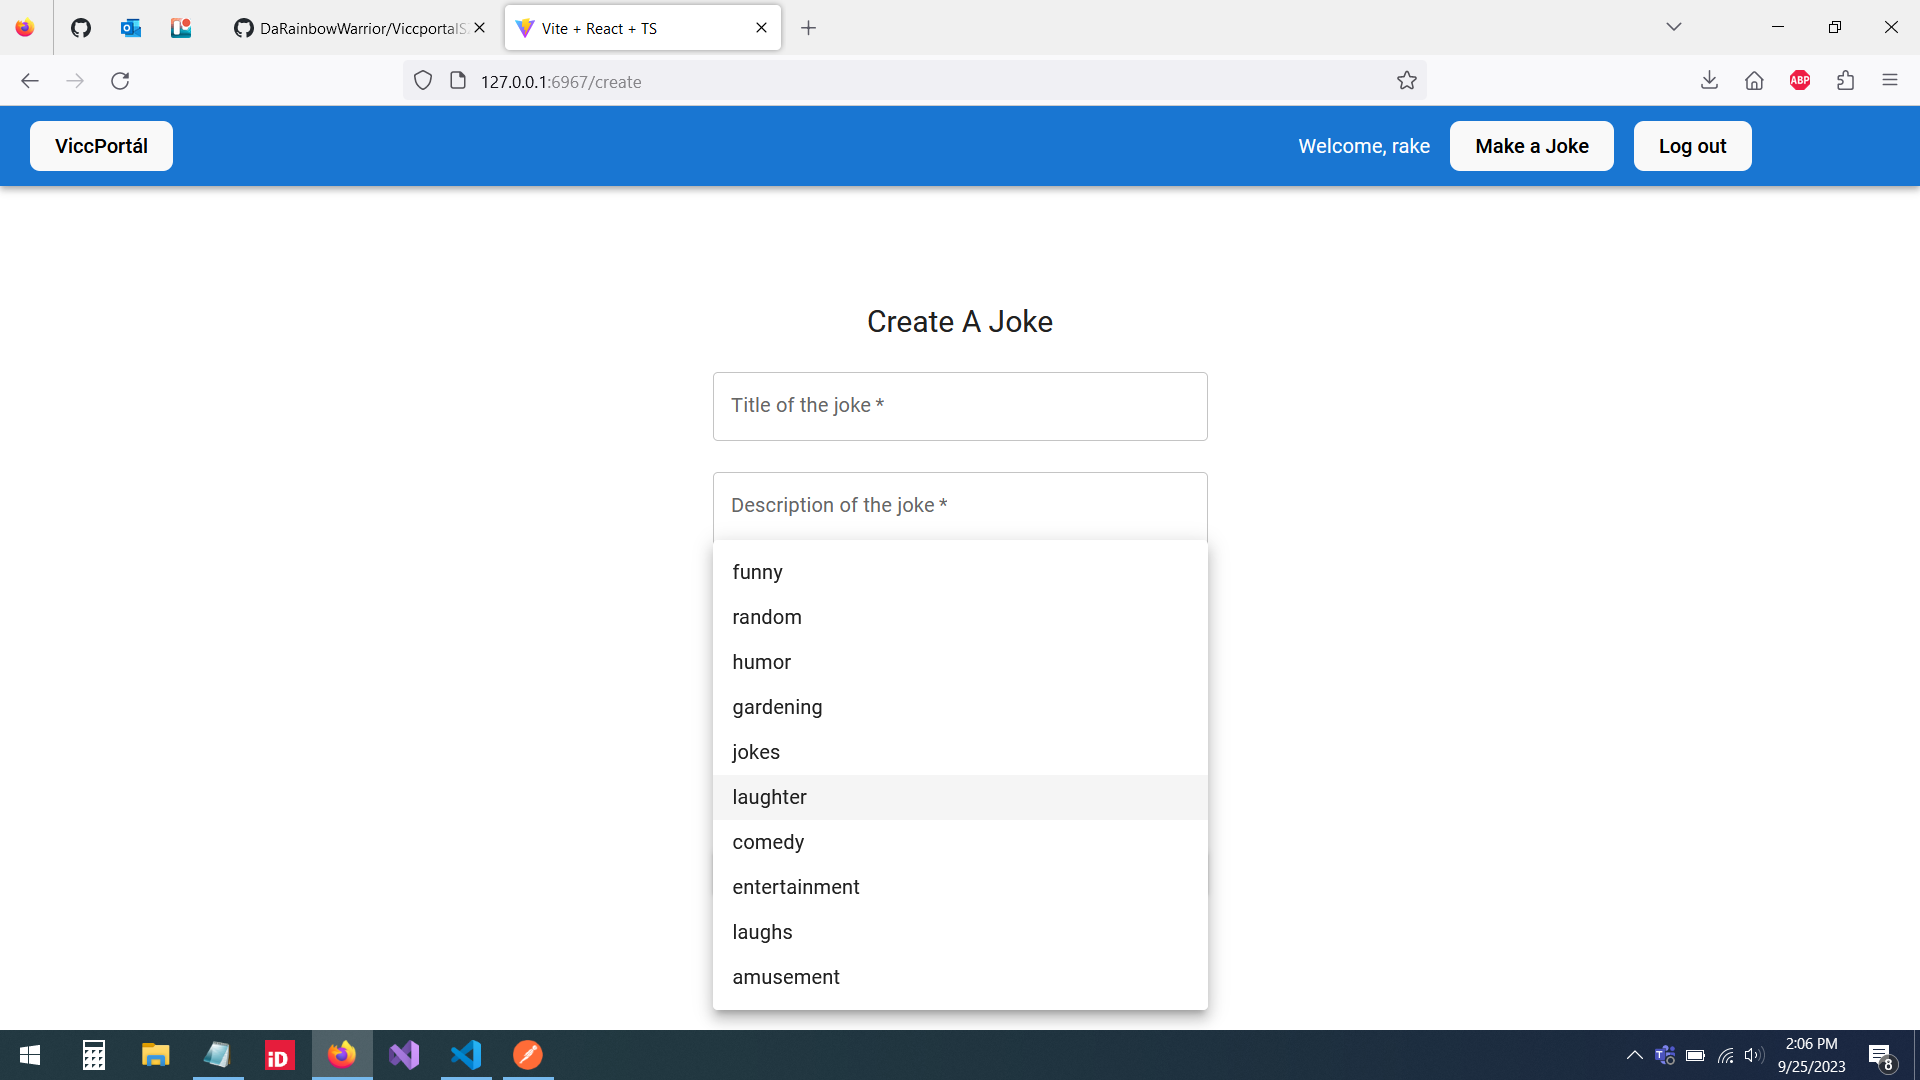 DaRainbowWarrior/ViccportalS
Vite + React + TS
127.0.0.1:6967/create
ABP
ViccPortál
Welcome, rake
Make a Joke
Log out
Create A Joke
Title of the joke *
Description of the joke *
funny
random
humor
gardening
jokes
laughter
comedy
entertainment
laughs
amusement
iD
2:06 PM
9/25/2023
8